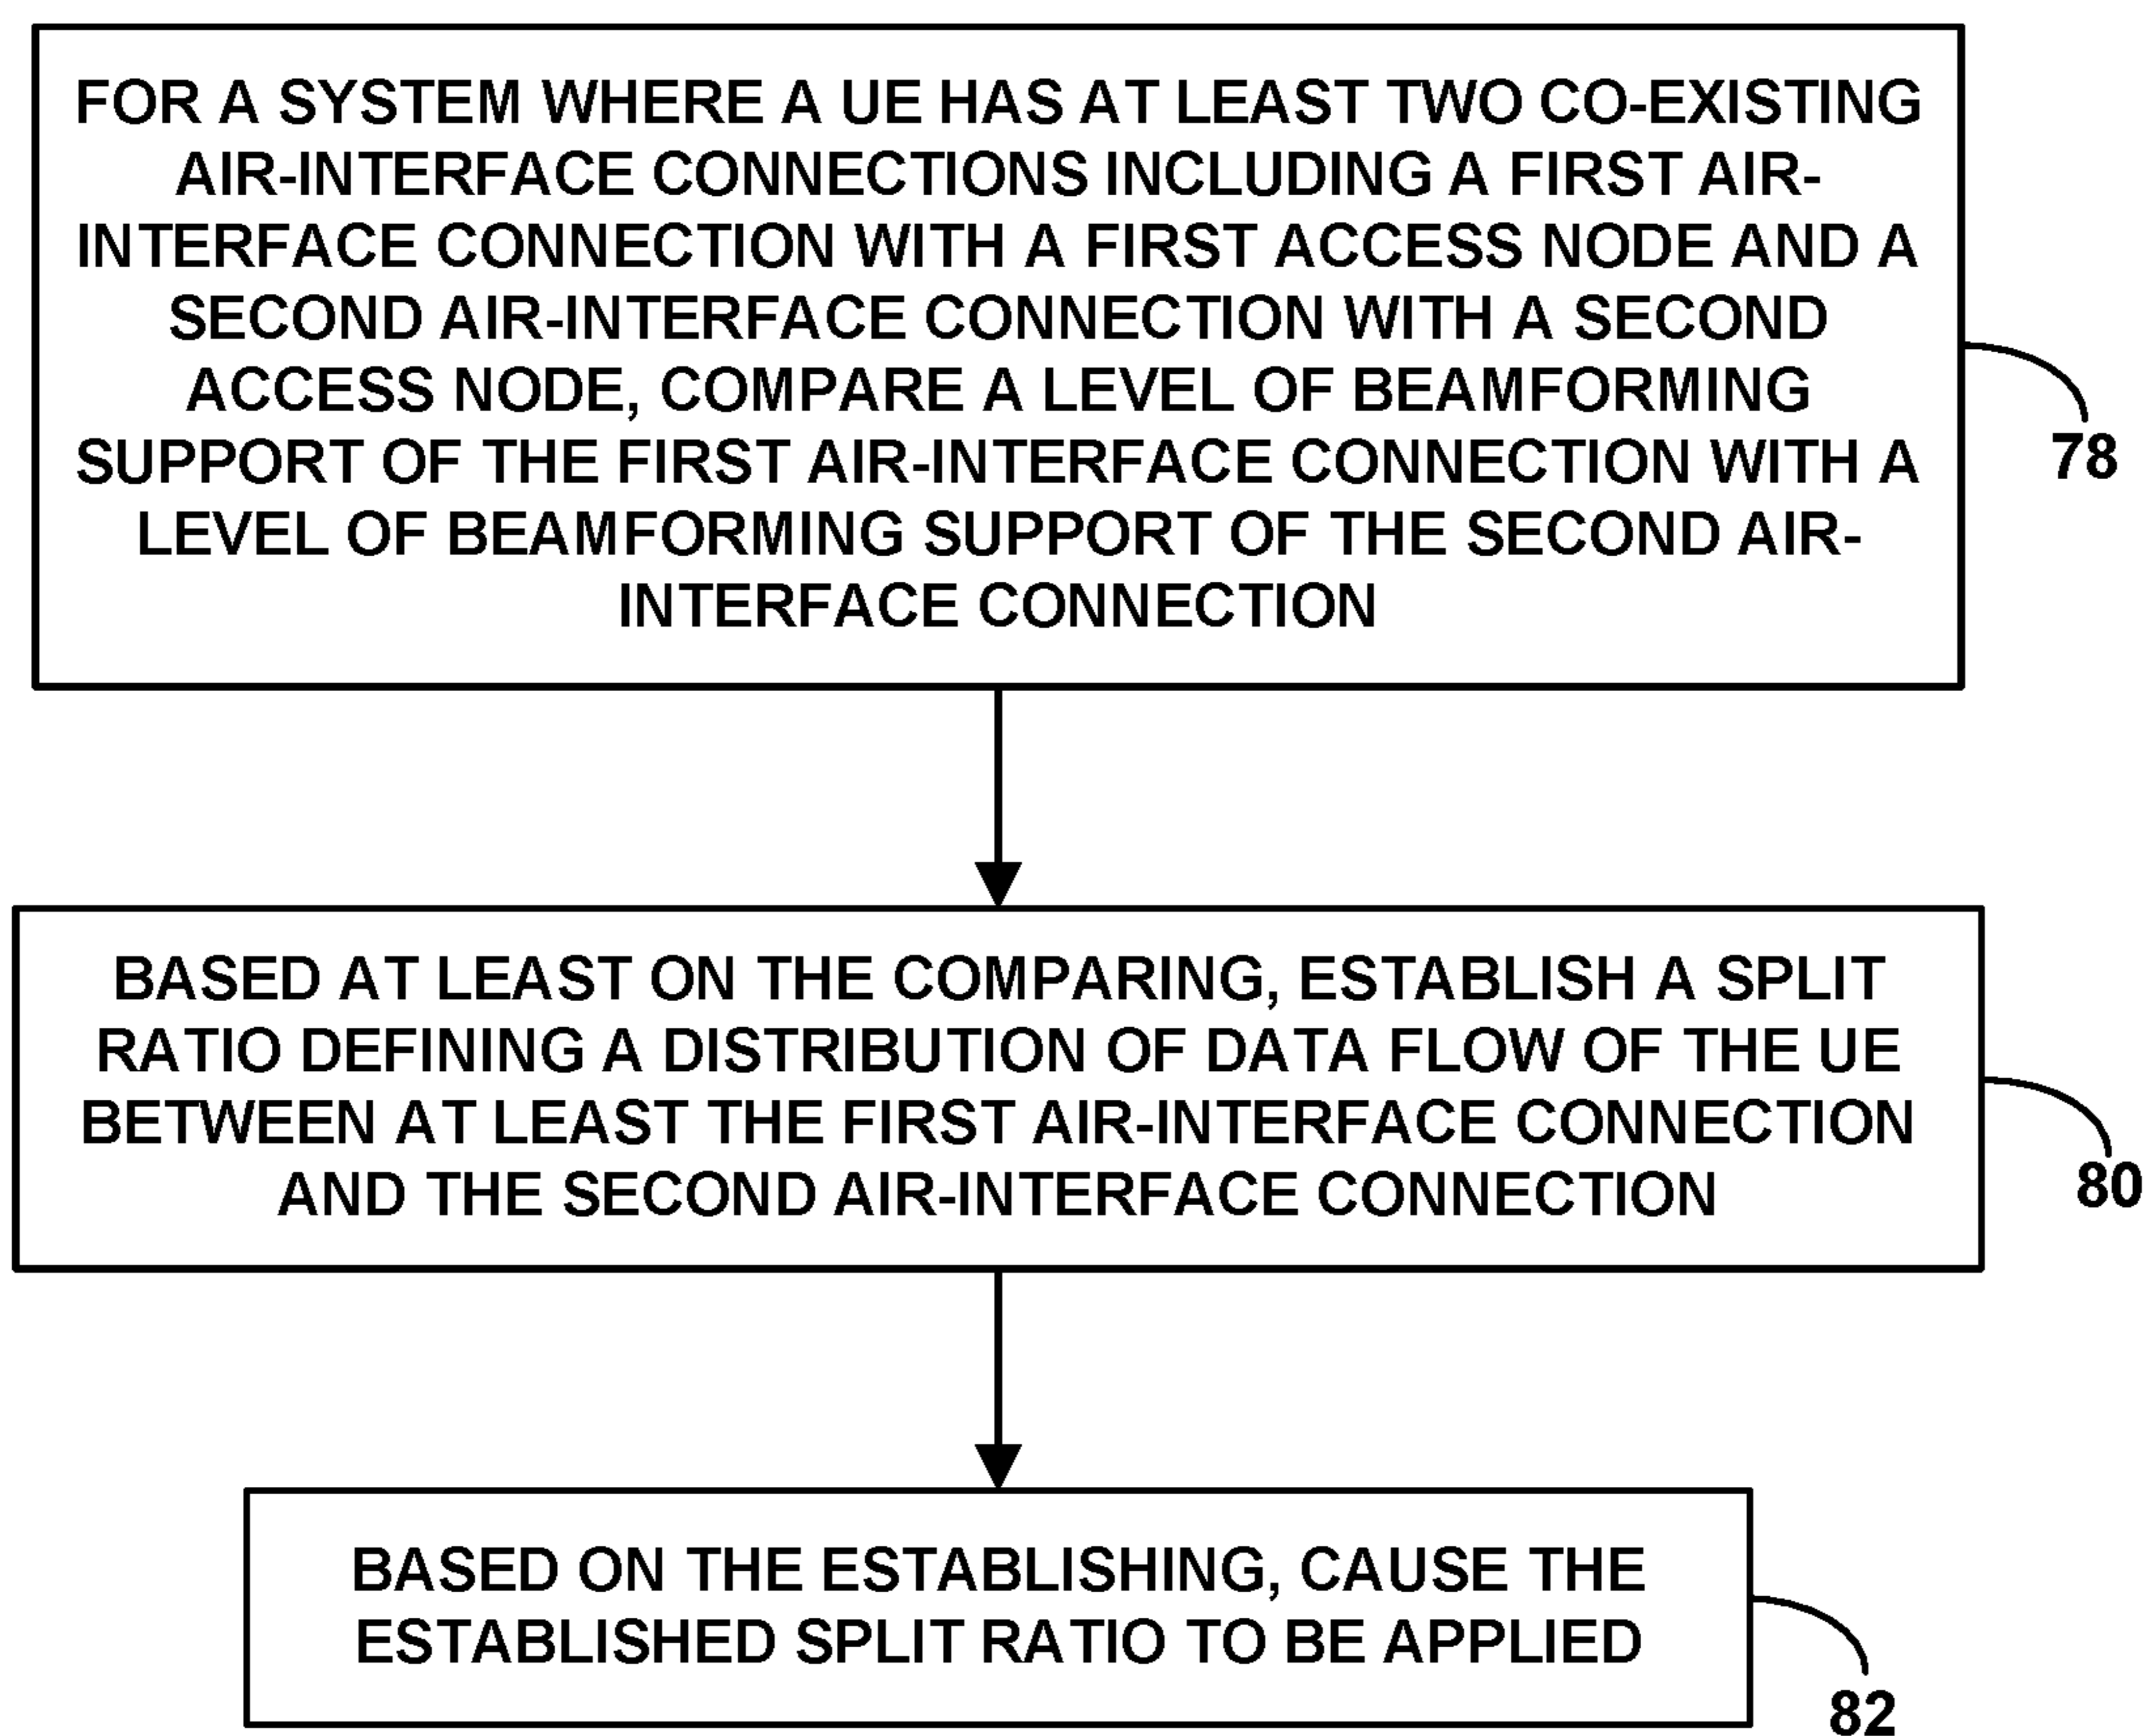 FOR A SYSTEM WHERE A UE HAS AT LEAST TWO CO-EXISTING
AIR-INTERFACE CONNECTIONS INCLUDING A FIRST AIR-
INTERFACE CONNECTION WITH A FIRST ACCESS NODE AND A
SECOND AIR-INTERFACE CONNECTION WITH A SECOND
ACCESS NODE, COMPARE A LEVEL OF BEAMFORMING
SUPPORT OF THE FIRST AIR-INTERFACE CONNECTION WITH A
LEVEL OF BEAMFORMING SUPPORT OF THE SECOND AIR-
INTERFACE CONNECTION
78
BASED AT LEAST ON THE COMPARING, ESTABLISH A SPLIT
RATIO DEFINING A DISTRIBUTION OF DATA FLOW OF THE UE
BETWEEN AT LEAST THE FIRST AIR-INTERFACE CONNECTION
AND THE SECOND AIR-INTERFACE CONNECTION
80
BASED ON THE ESTABLISHING, CAUSE THE
ESTABLISHED SPLIT RATIO TO BE APPLIED
82